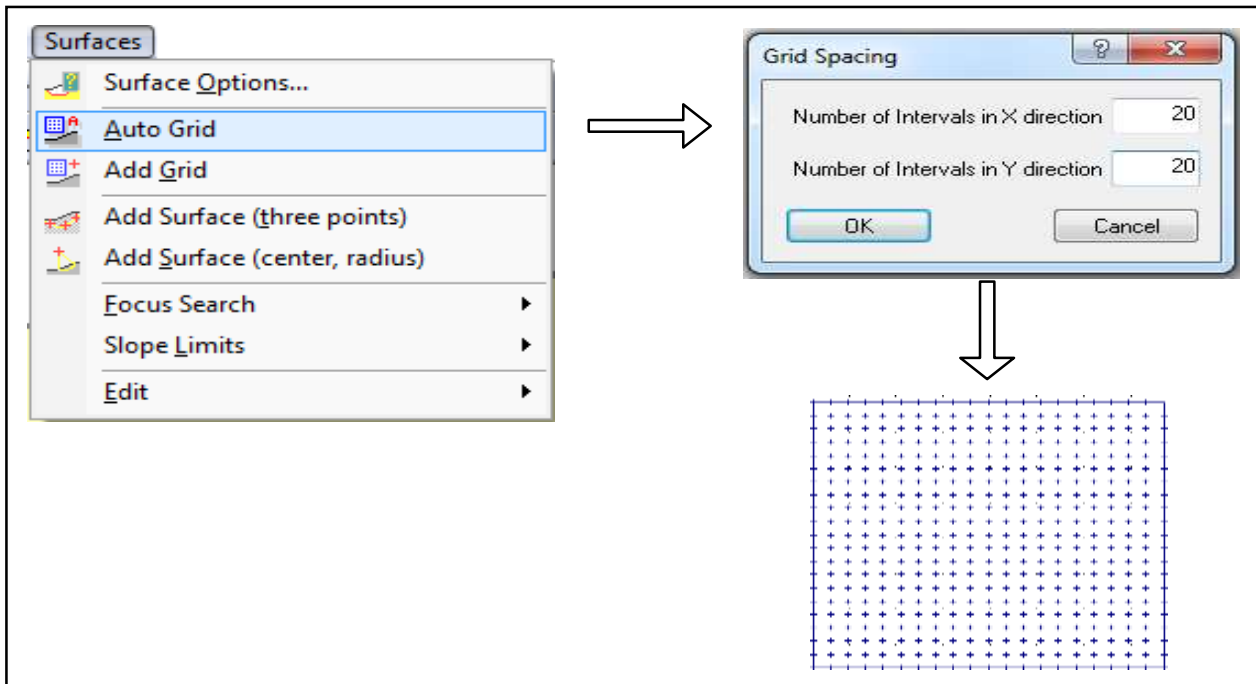 Surfaces
Surface Options...
Auto Grid
Add Grid
Add Surface (three points)
Add Surface (center, radius)
Focus Search
Slope Limits
Edit
Grid Spacing
Number of Intervals in X direction 20
Number of Intervals in Y direction 20
OK Cancel